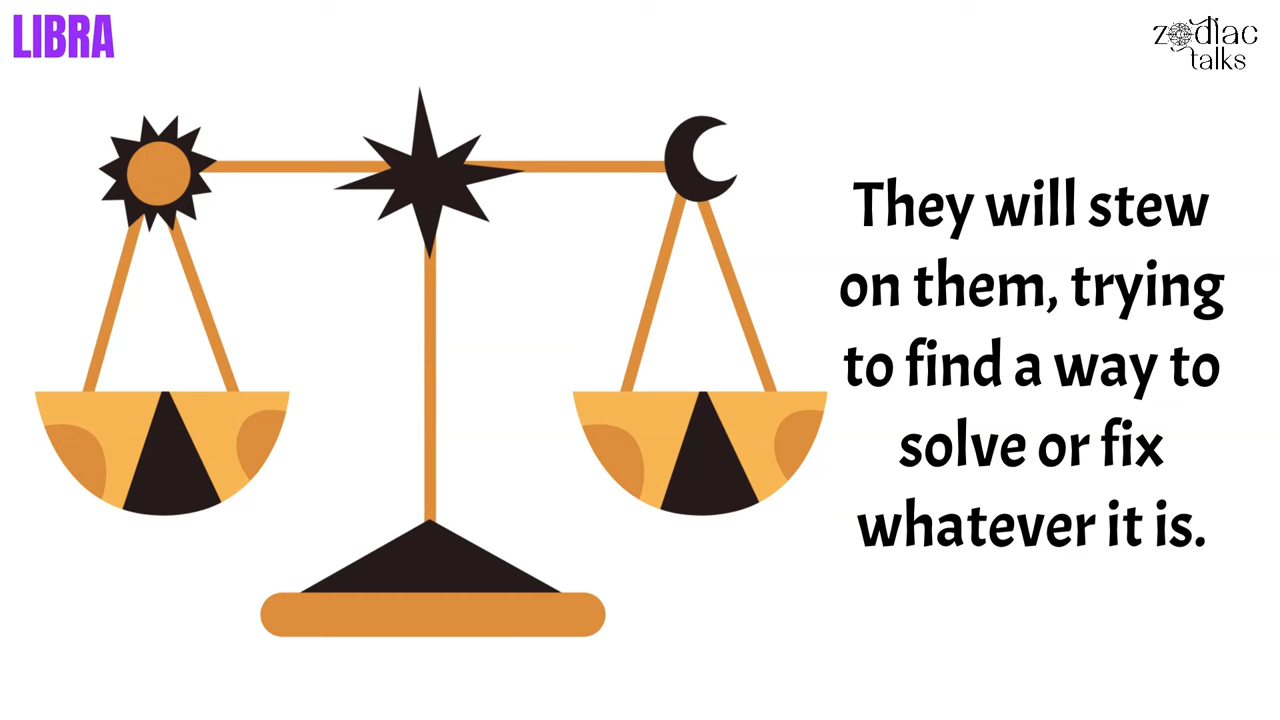 LIBRA
zodiac
talks
They will stew
on them, trying
to find a way to
solve or fix
whatever it is.